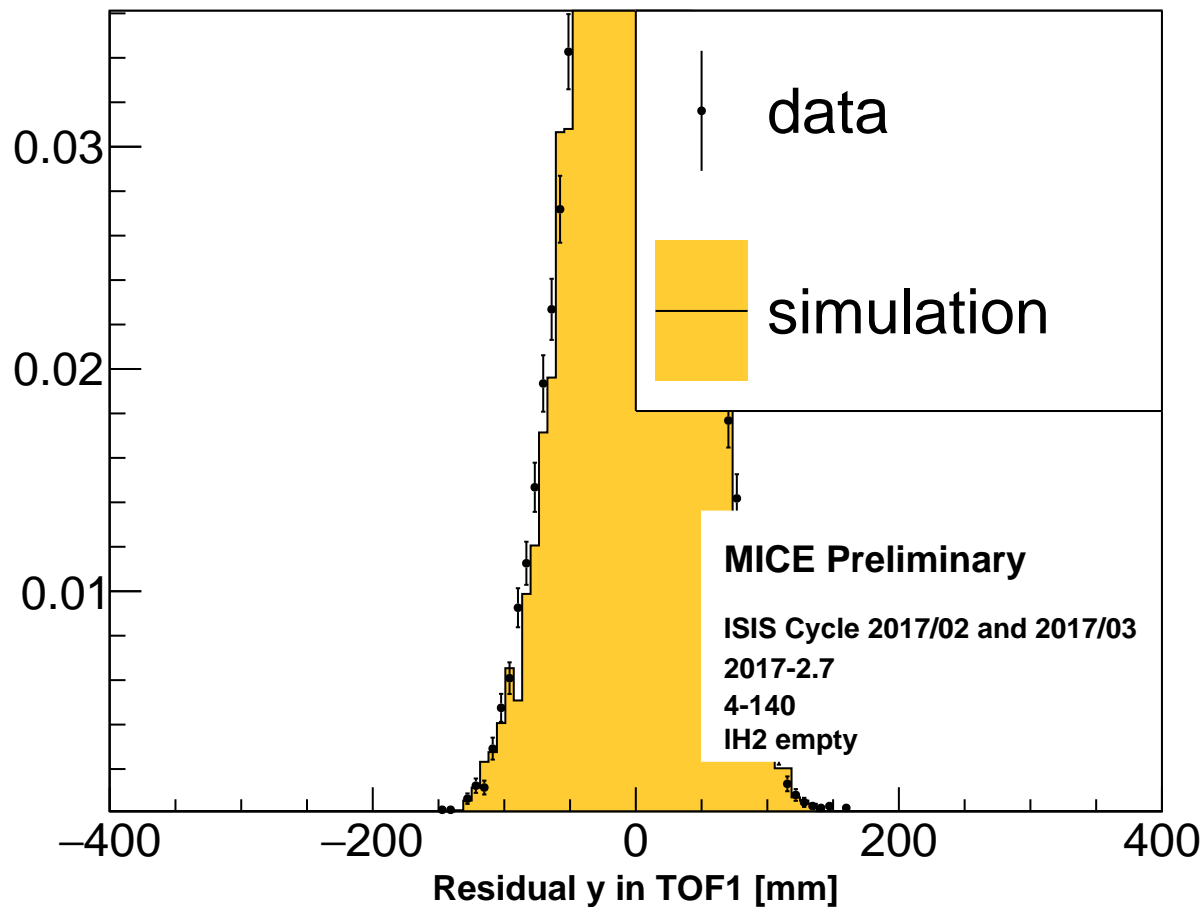 data
simulation
0.03
0.02
0.01
MICE Preliminary
ISIS Cycle 2017/02 and 2017/03
2017-2.7
4-140
lH2 empty
−400 −200 0 200 400
Residual y in TOF1 [mm]